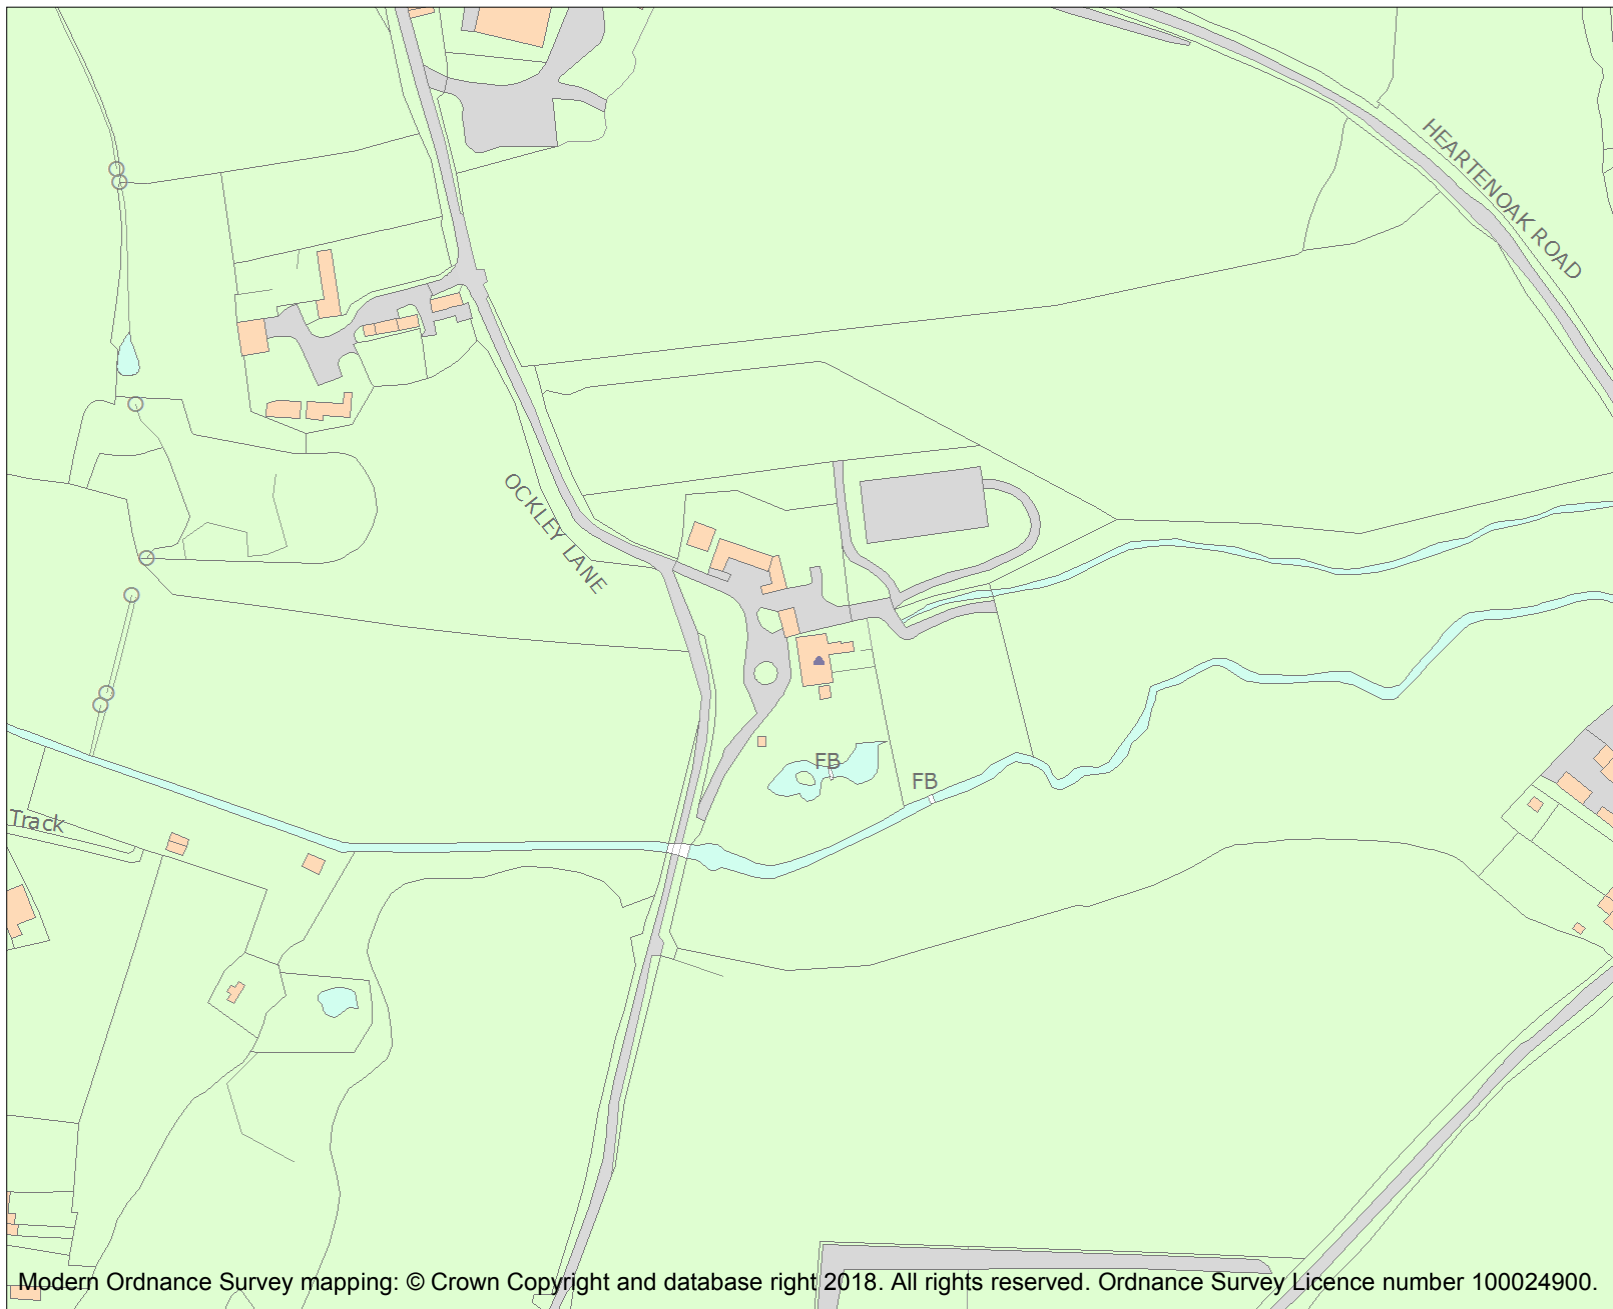 HEARTENOAK ROAD
OCKLEY LANE
FB
FB
Track
Modern Ordnance Survey mapping: © Crown Copyright and database right 2018. All rights reserved. Ordnance Survey Licence number 100024900.